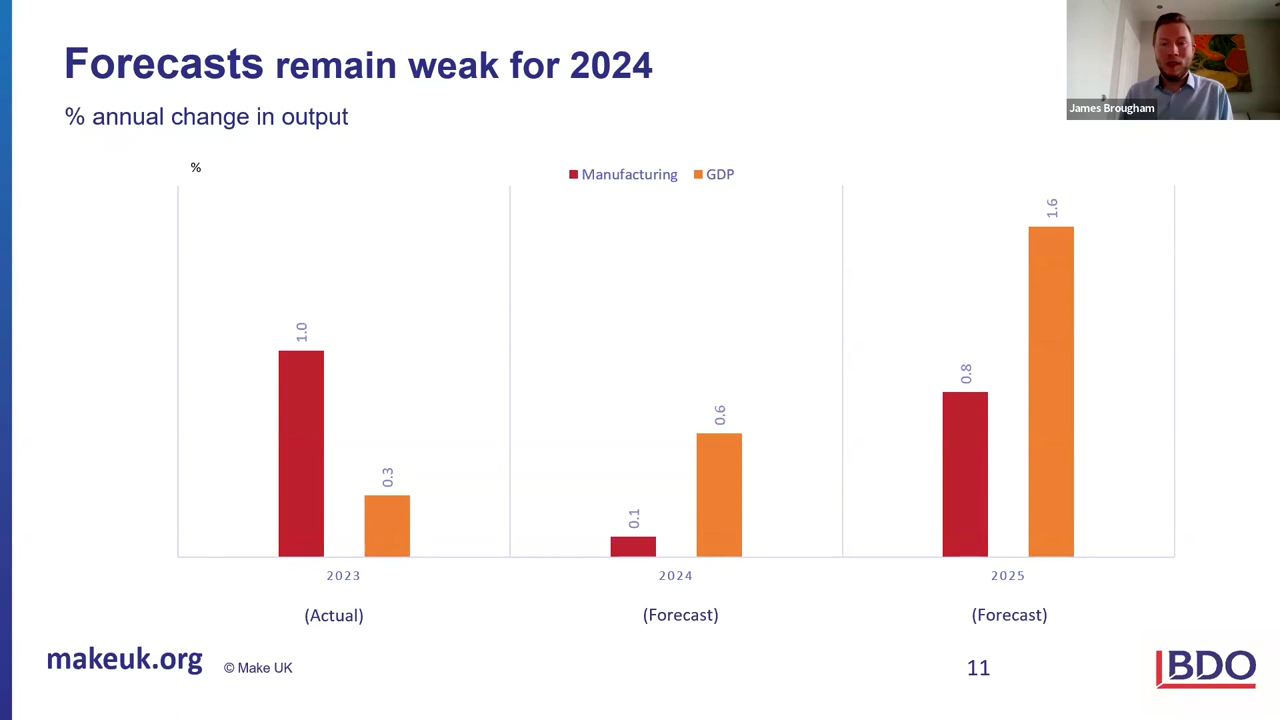 Forecasts remain weak for 2024
% annual change in output
James Brougham
%
Manufacturing GDP
1.0
0.3
0.1
0.6
0.8
1.6
2023
2024
2025
(Actual)
(Forecast)
(Forecast)
makeuk.org
© Make UK
11
BDO